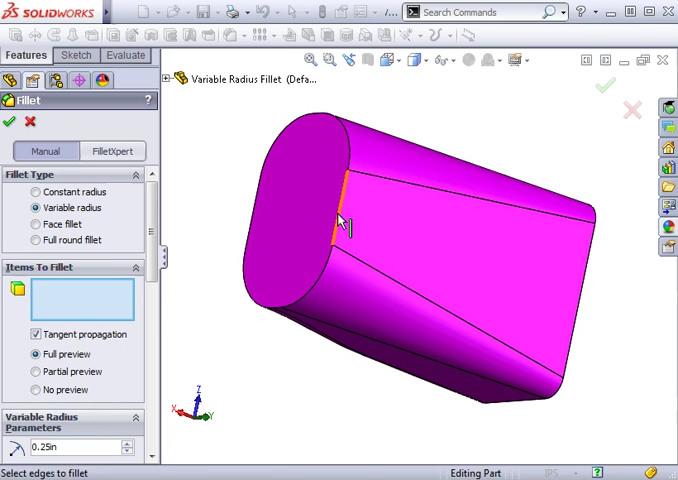 SOLIDWORKS
/...
Search Commands
?
Features
Sketch
Evaluate
Variable Radius Fillet (Defa...
Fillet
?
Manual
FilletXpert
Fillet Type
Constant radius
Variable radius
Face fillet
Full round fillet
Items To Fillet
Tangent propagation
Full preview
Partial preview
No preview
Variable Radius
Parameters
0.25in
Z
X
Y
Select edges to fillet
Editing Part
IPS
?